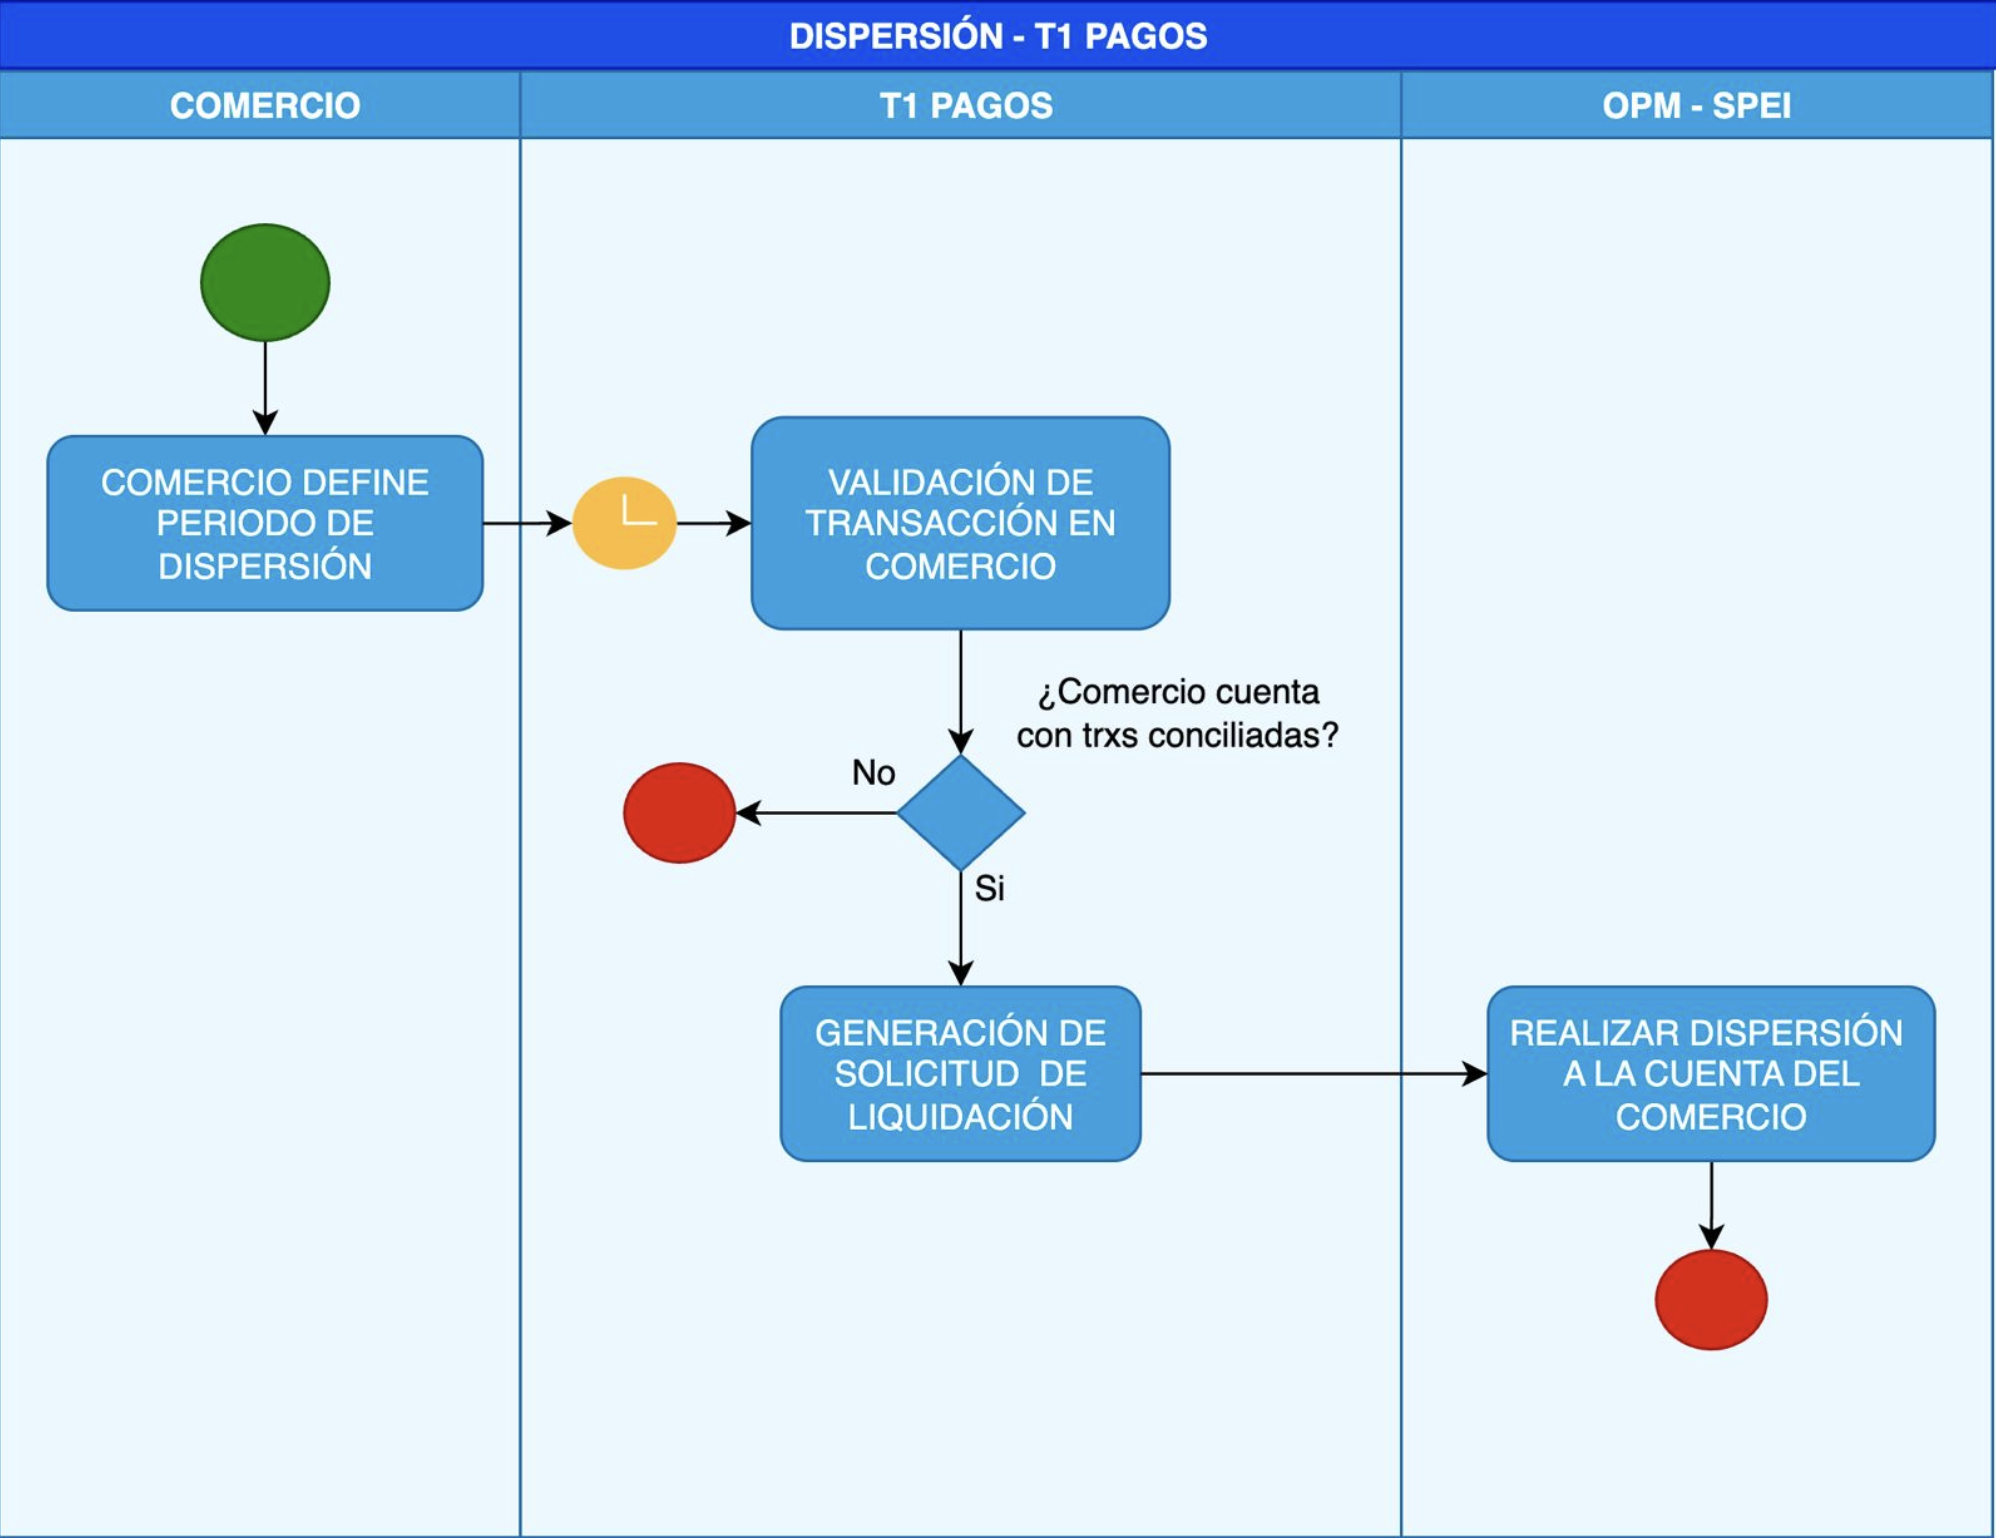 DISPERSIÓN - T1 PAGOS
COMERCIO
T1 PAGOS
OPM - SPEI
COMERCIO DEFINE
PERIODO DE
DISPERSIÓN
VALIDACIÓN DE
TRANSACCIÓN EN
COMERCIO
¿Comercio cuenta
con trxs conciliadas?
No
Si
GENERACIÓN DE
SOLICITUD DE
LIQUIDACIÓN
REALIZAR DISPERSIÓN
A LA CUENTA DEL
COMERCIO